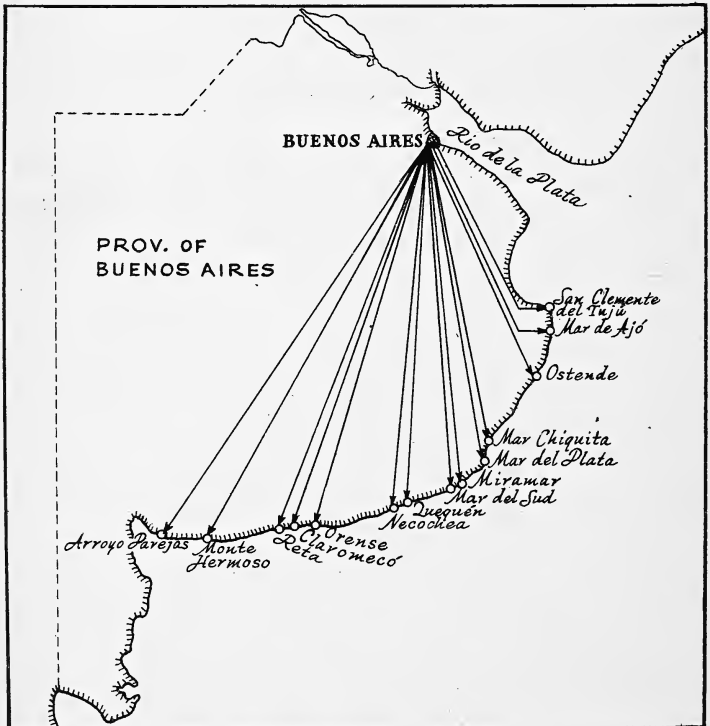 BUENOS AIRES
Rio de la Plata
PROV. OF
BUENOS AIRES
San Clemente
del Tuyú
Mar de Ajó
Ostende
Mar Chiquita
Mar del Plata
Miramar
Mar del Sud
Quequén
Necochea
Orense
Claromecó
Reta
Monte
Hermoso
Arroyo Parejas